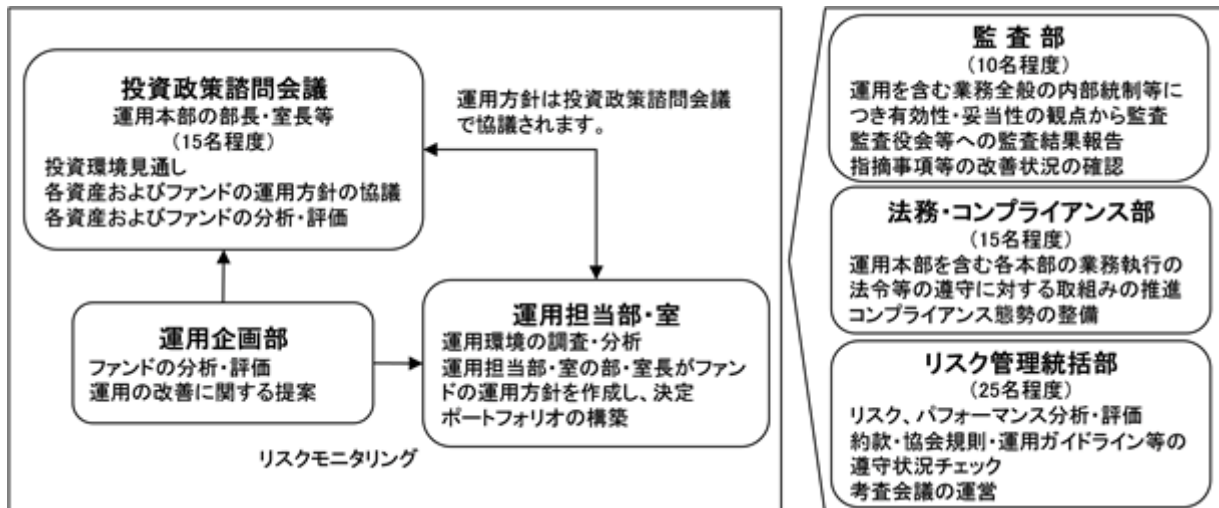 投資政策諮問会議
運用本部の部長・室長等
(15名程度)
投資環境見通し
各資産およびファンドの運用方針の協議
各資産およびファンドの分析・評価
運用方針は投資政策諮問会議
で協議されます。
運用企画部
ファンドの分析・評価
運用の改善に関する提案
運用担当部・室
運用環境の調査・分析
運用担当部・室の部・室長がファン
ドの運用方針を作成し、決定
ポートフォリオの構築
リスクモニタリング
監 査 部
(10名程度)
運用を含む業務全般の内部統制等に
つき有効性・妥当性の観点から監査
監査役会等への監査結果報告
指摘事項等の改善状況の確認
法務・コンプライアンス部
(15名程度)
運用本部を含む各本部の業務執行の
法令等の遵守に対する取組みの推進
コンプライアンス態勢の整備
リスク管理統括部
(25名程度)
リスク、パフォーマンス分析・評価
約款・協会規則・運用ガイドライン等の
遵守状況チェック
考査会議の運営